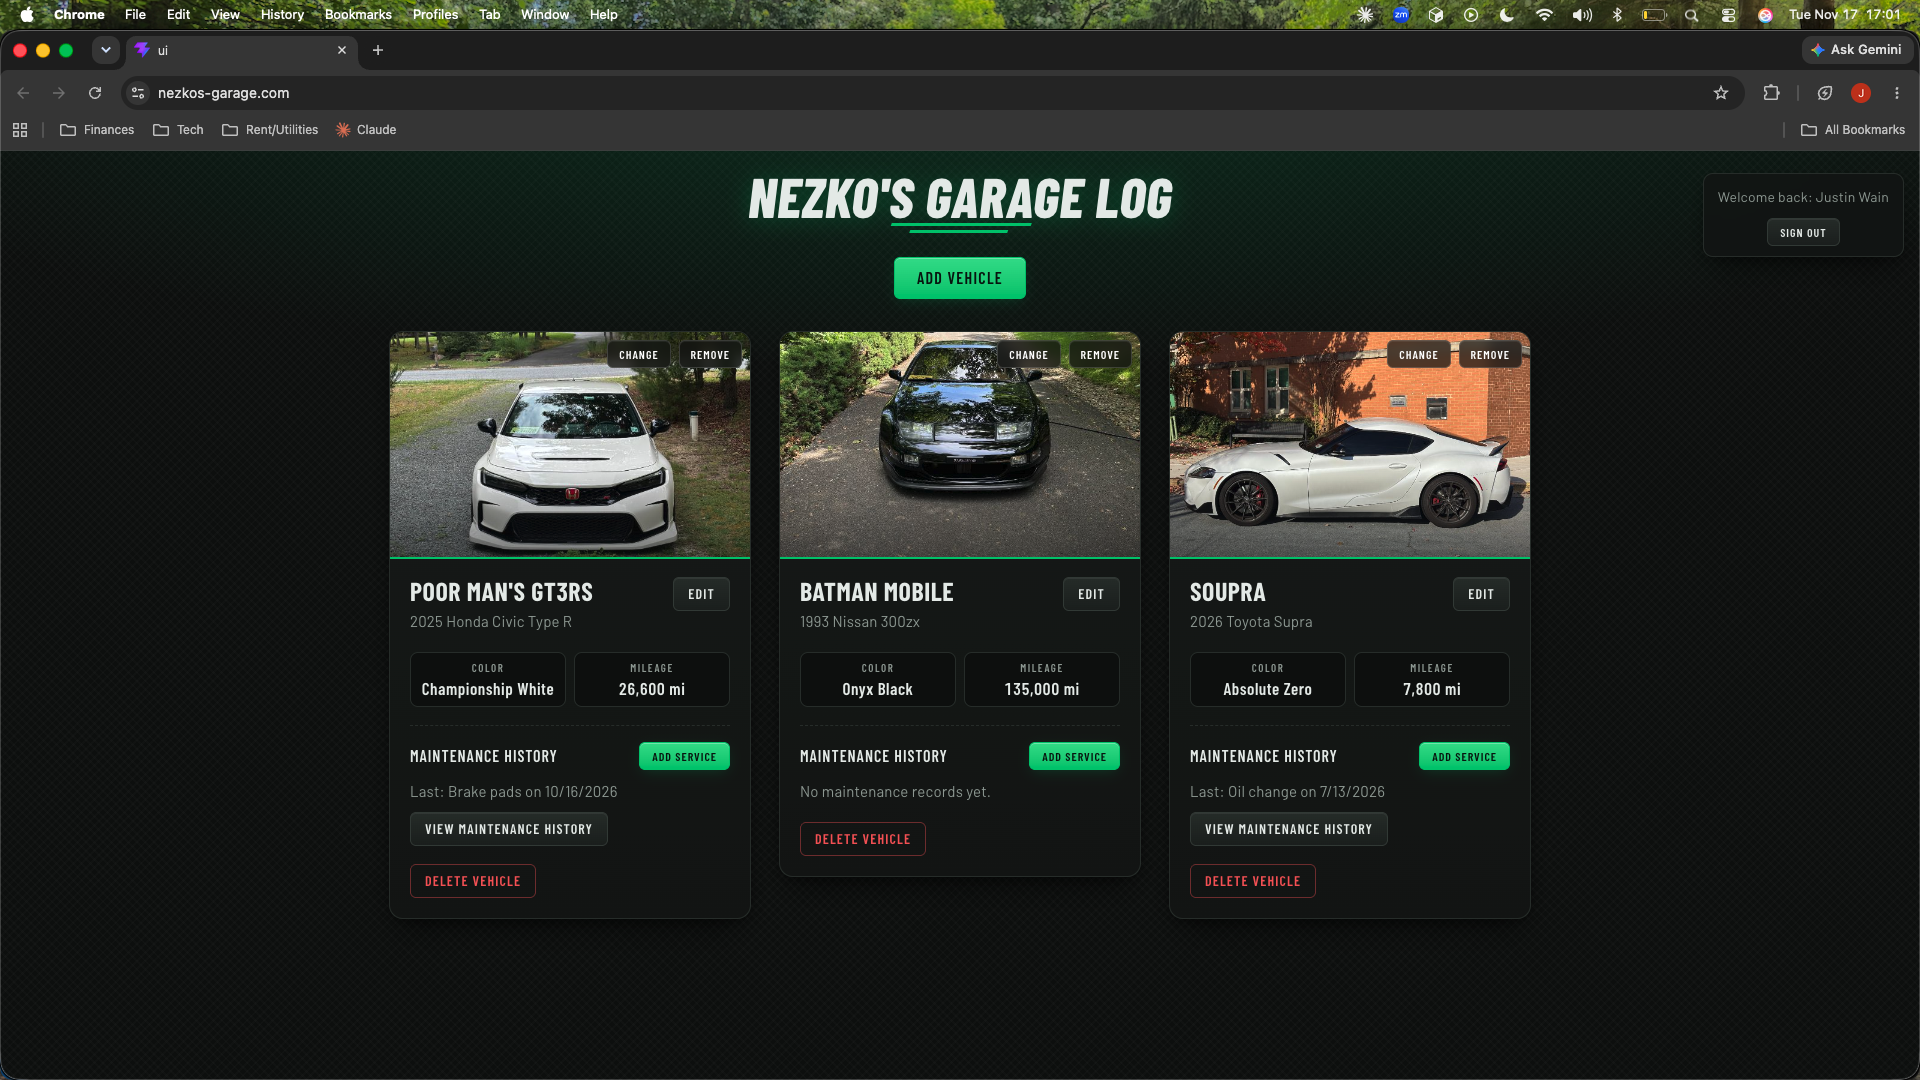 Chrome File Edit View History Bookmarks Profiles Tab Window Help zm Tue Nov 17 17:01
ui
Ask Gemini
nezkos-garage.com
J
Finances Tech Rent/Utilities Claude All Bookmarks
NEZKO'S GARAGE LOG
Welcome back: Justin Wain
SIGN OUT
ADD VEHICLE
CHANGE REMOVE
CHANGE REMOVE
CHANGE REMOVE
POOR MAN'S GT3RS
EDIT
2025 Honda Civic Type R
COLOR
Championship White
MILEAGE
26,600 mi
MAINTENANCE HISTORY
ADD SERVICE
Last: Brake pads on 10/16/2026
VIEW MAINTENANCE HISTORY
DELETE VEHICLE
BATMAN MOBILE
EDIT
1993 Nissan 300zx
COLOR
Onyx Black
MILEAGE
135,000 mi
MAINTENANCE HISTORY
ADD SERVICE
No maintenance records yet.
DELETE VEHICLE
SOUPRA
EDIT
2026 Toyota Supra
COLOR
Absolute Zero
MILEAGE
7,800 mi
MAINTENANCE HISTORY
ADD SERVICE
Last: Oil change on 7/13/2026
VIEW MAINTENANCE HISTORY
DELETE VEHICLE